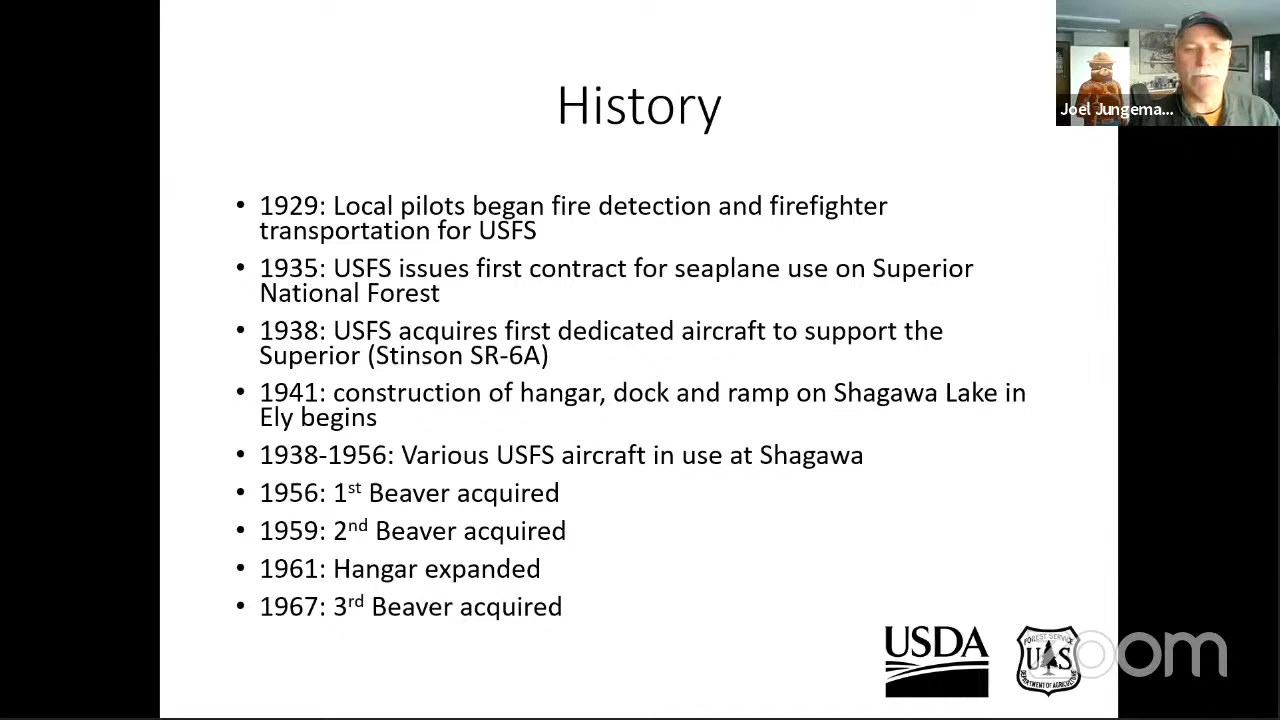 History
Joel Jungema...
• 1929: Local pilots began fire detection and firefighter
transportation for USFS
• 1935: USFS issues first contract for seaplane use on Superior
National Forest
• 1938: USFS acquires first dedicated aircraft to support the
Superior (Stinson SR-6A)
• 1941: construction of hangar, dock and ramp on Shagawa Lake in
Ely begins
• 1938-1956: Various USFS aircraft in use at Shagawa
• 1956: 1st Beaver acquired
• 1959: 2nd Beaver acquired
• 1961: Hangar expanded
• 1967: 3rd Beaver acquired
USDA
FOREST SERVICE
U S
DEPARTMENT OF AGRICULTURE
zoom